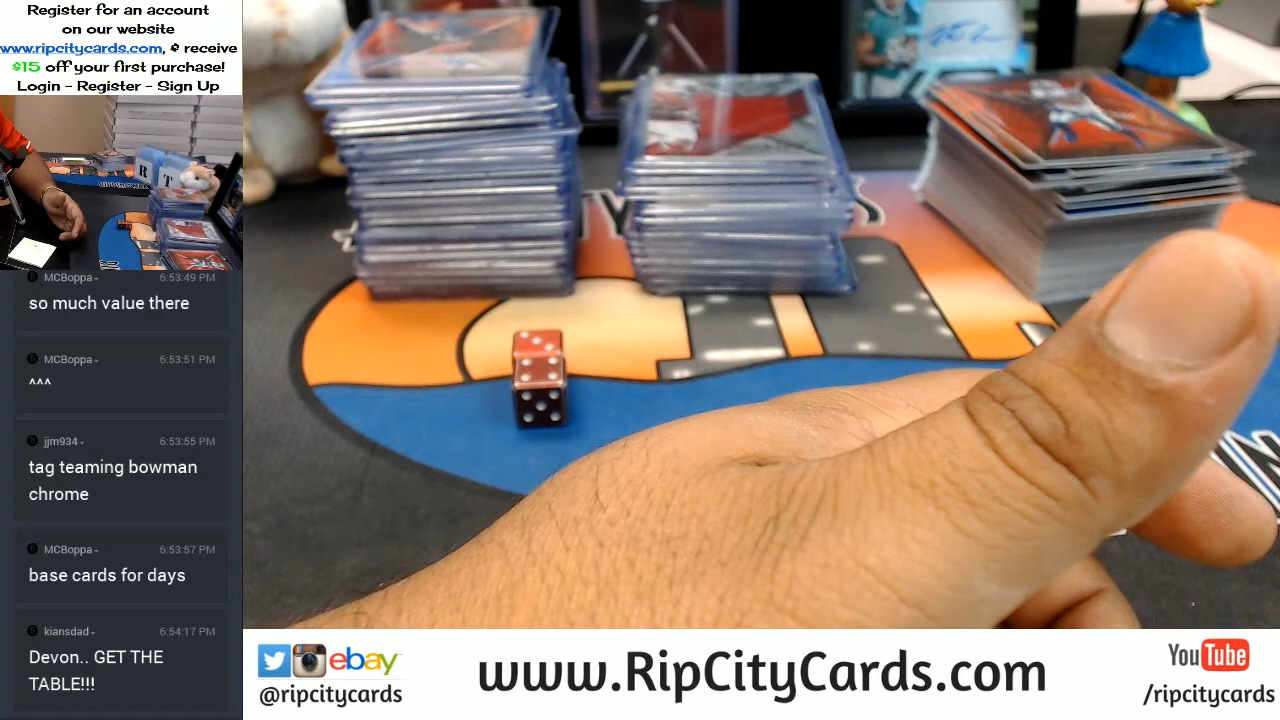 Register for an account
on our website
www.ripcitycards.com, & receive
$15 off your first purchase!
Login - Register - Sign Up
R
T
MCBoppa 6:53:49 PM
so much value there
MCBoppa 6:53:51 PM
^^^
jjm934 6:53:55 PM
tag teaming bowman
chrome
MCBoppa 6:53:57 PM
base cards for days
kiansdad 6:54:17 PM
Devon.. GET THE
TABLE!!!
ebay
@ripcitycards
www.RipCityCards.com
YouTube
/ripcitycards